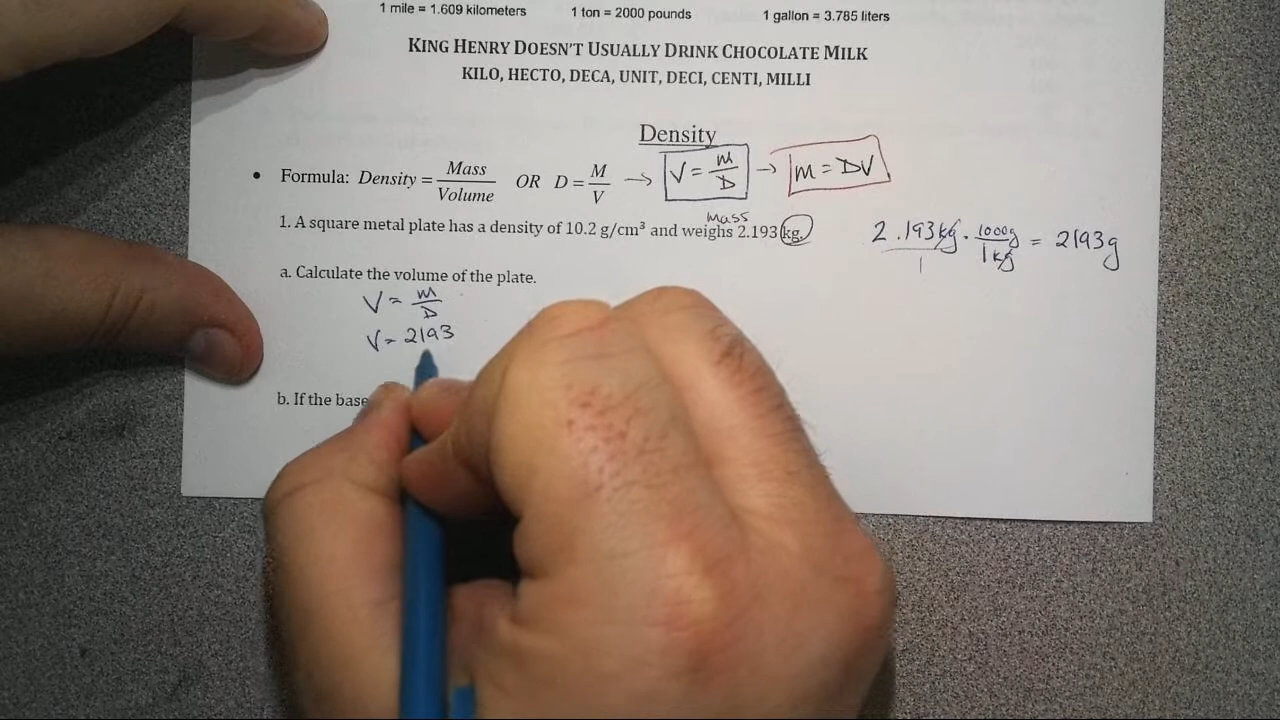 1 mile = 1.609 kilometers 1 ton = 2000 pounds 1 gallon = 3.785 liters
KING HENRY DOESN'T USUALLY DRINK CHOCOLATE MILK
KILO, HECTO, DECA, UNIT, DECI, CENTI, MILLI
Density
• Formula: Density = Mass/Volume OR D = M/V → V = m/D → m = DV
mass
1. A square metal plate has a density of 10.2 g/cm³ and weighs 2.193 kg. 2.193kg/1 · 1000g/1kg = 2193g
a. Calculate the volume of the plate.
V = m/D
V = 2193
b. If the base